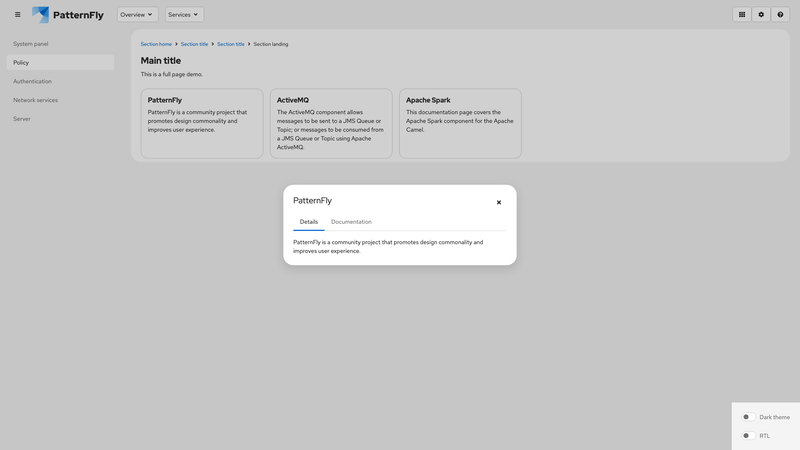 PatternFly
Overview
Services
System panel
Policy
Authentication
Network services
Server
Section home
Section title
Section title
Section landing
Main title
This is a full page demo.
PatternFly
PatternFly is a community project that
promotes design commonality and
improves user experience.
ActiveMQ
The ActiveMQ component allows
messages to be sent to a JMS Queue or
Topic; or messages to be consumed from
a JMS Queue or Topic using Apache
ActiveMQ.
Apache Spark
This documentation page covers the
Apache Spark component for the Apache
Camel.
PatternFly
Details
Documentation
PatternFly is a community project that promotes design commonality and
improves user experience.
Dark theme
RTL